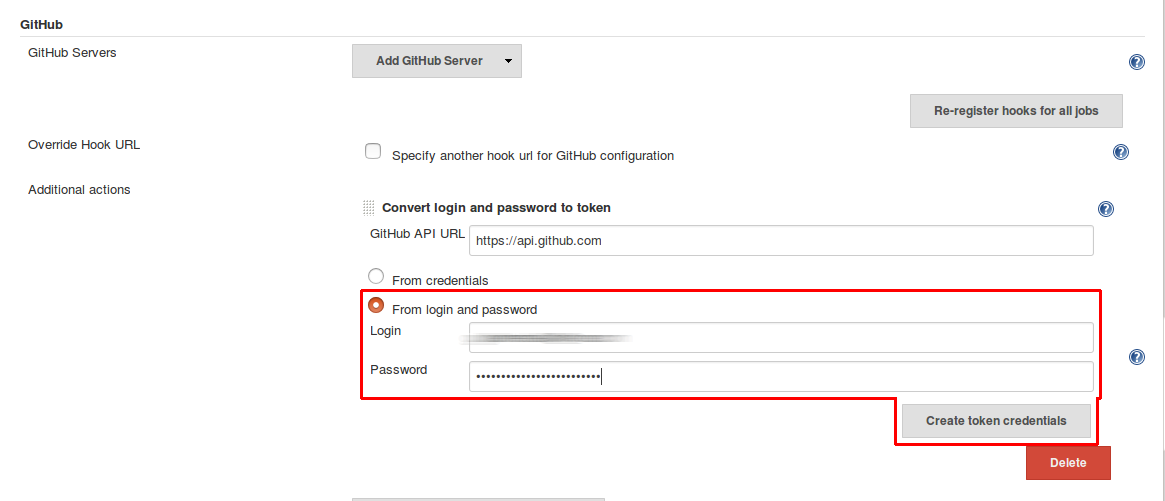 GitHub
GitHub Servers
Add GitHub Server
?
Re-register hooks for all jobs
Override Hook URL
Specify another hook url for GitHub configuration
?
Additional actions
Convert login and password to token
?
GitHub API URL
https://api.github.com
From credentials
From login and password
Login
?
Password
•••••••••••••••••••••••••
Create token credentials
Delete